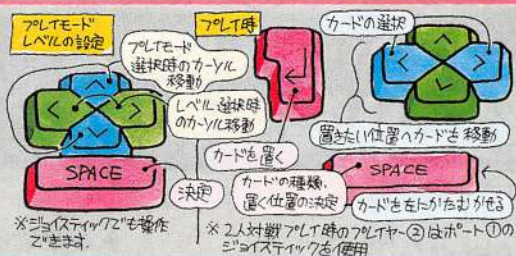 プレイモード
レベルの設定
プレイモード
選択時のカーソル
移動
レベル選択時
のカーソル移動
SPACE
決定
※ジョイスティックでも操作
できます。
プレイ時
カードを置く
カードの選択
置きたい位置へカードを移動
SPACE
カードの種類、
置く位置の決定
カードを左にかたむかせる
※2人対戦プレイ時のプレイヤー②はポート①の
ジョイスティックを使用